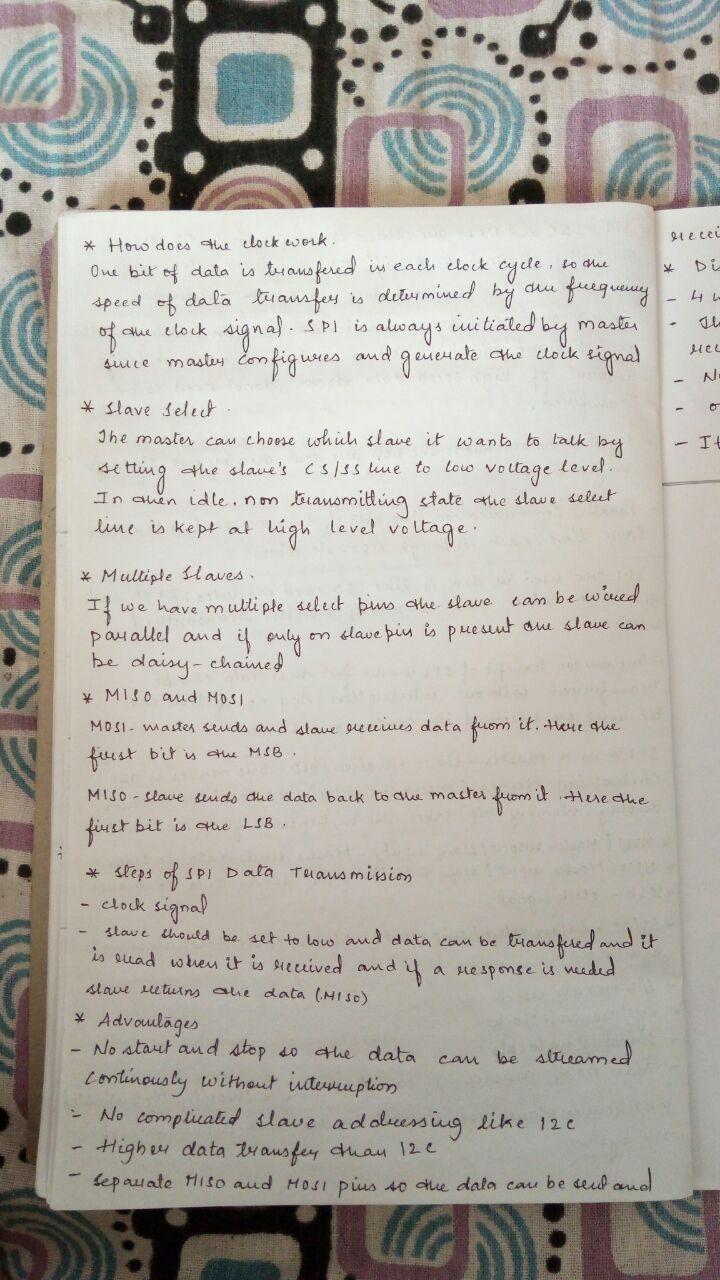 * How does the clock work.
One bit of data is transfered in each clock cycle, so the
speed of data transfer is determined by the frequency
of the clock signal. SPI is always initiated by master
since master configures and generate the clock signal
* Slave Select.
The master can choose which slave it wants to talk by
setting the slave's CS/SS line to low voltage level.
In then idle, non transmitting state the slave select
line is kept at high level voltage.
* Multiple Slaves.
If we have multiple select pins the slave can be wired
parallel and if only on slave pin is present the slave can
be daisy-chained
* MISO and MOSI.
MOSI - master sends and slave receives data from it. Here the
first bit is the MSB.
MISO - slave sends the data back to the master from it. Here the
first bit is the LSB.
* Steps of SPI Data Transmission
- clock signal
- slave should be set to low and data can be transfered and it
is read when it is received and if a response is needed
slave returns the data (MISO)
* Advantages
- No start and stop so the data can be streamed
continously without interruption
- No complicated slave addressing like I2C
- Higher data transfer than I2C
- separate MISO and MOSI pins so the data can be sent and
recei
* Di
- 4 w
-
rec
- No
- o
- It